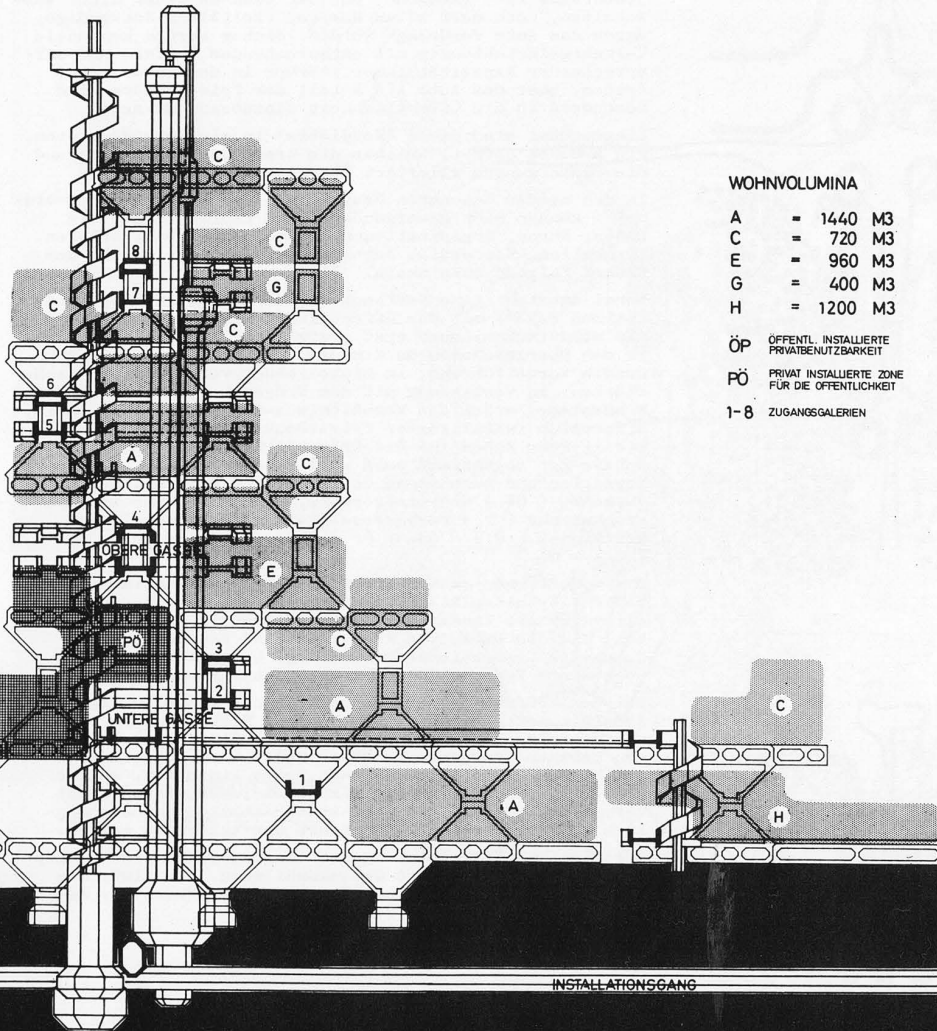 C
C
8
G
7
C
C
6
5
A
C
4
OBERE GASSE
E
PÖ
C
3
2
A
UNTERE GASSE
C
1
A
H
INSTALLATIONSGANG
WOHNVOLUMINA
A = 1440 M3
C = 720 M3
E = 960 M3
G = 400 M3
H = 1200 M3
ÖP ÖFFENTL. INSTALLIERTE
PRIVATBENUTZBARKEIT
PÖ PRIVAT INSTALLIERTE ZONE
FÜR DIE OFFENTLICHKEIT
1-8 ZUGANGSGALERIEN